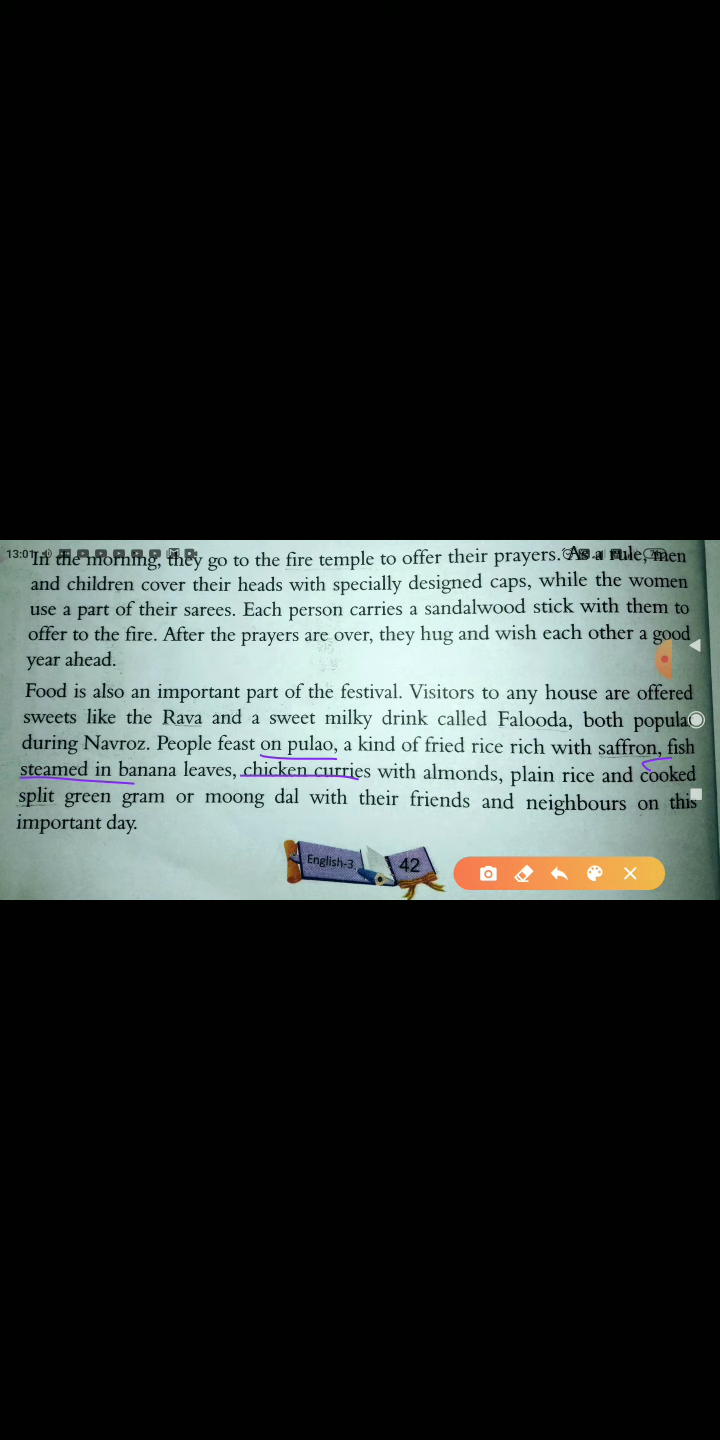 13:01
In the morning, they go to the fire temple to offer their prayers. As a rule, men
and children cover their heads with specially designed caps, while the women
use a part of their sarees. Each person carries a sandalwood stick with them to
offer to the fire. After the prayers are over, they hug and wish each other a good
year ahead.
Food is also an important part of the festival. Visitors to any house are offered
sweets like the Rava and a sweet milky drink called Falooda, both popula
during Navroz. People feast on pulao, a kind of fried rice rich with saffron, fish
steamed in banana leaves, chicken curries with almonds, plain rice and cooked
split green gram or moong dal with their friends and neighbours on this
important day.
English-3 42